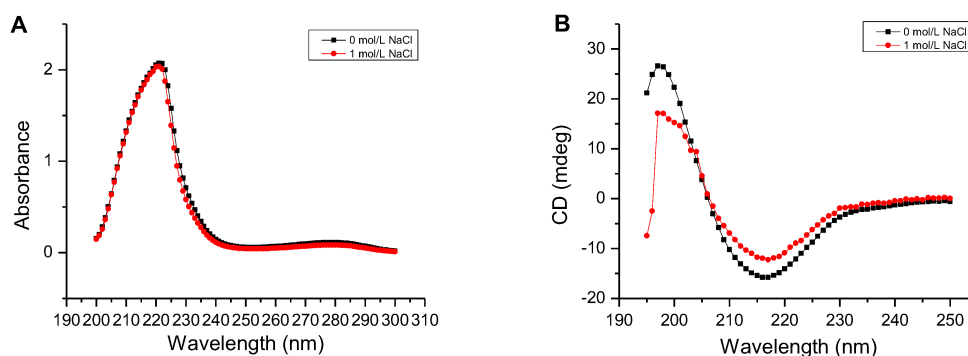 A
0 mol/L NaCl
1 mol/L NaCl
2
1
0
Absorbance
190 200 210 220 230 240 250 260 270 280 290 300 310
Wavelength (nm)
B
0 mol/L NaCl
1 mol/L NaCl
30
20
10
0
-10
-20
CD (mdeg)
190 200 210 220 230 240 250
Wavelength (nm)